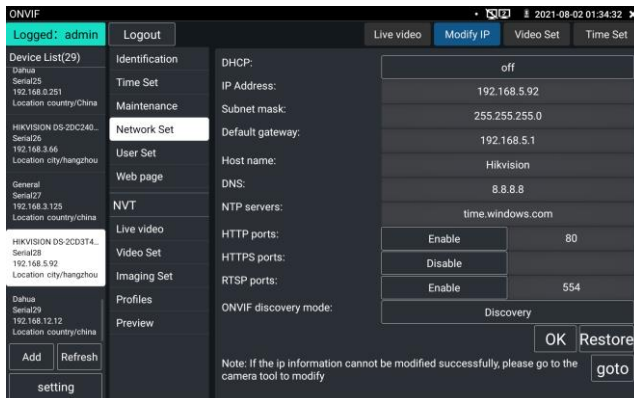 ONVIF
2021-08-02 01:34:32
Logged: admin
Logout
Live video
Modify IP
Video Set
Time Set
Device List(29)
Dahua
Serial25
192.168.0.251
Location country/China
HIKVISION DS-2DC240...
Serial26
192.168.3.66
Location city/hangzhou
General
Serial27
192.168.3.125
Location country/china
HIKVISION DS-2CD3T4...
Serial28
192.168.5.92
Location city/hangzhou
Dahua
Serial29
192.168.12.12
Location country/china
Add
Refresh
setting
Identification
Time Set
Maintenance
Network Set
User Set
Web page
NVT
Live video
Video Set
Imaging Set
Profiles
Preview
DHCP: off
IP Address: 192.168.5.92
Subnet mask: 255.255.255.0
Default gateway: 192.168.5.1
Host name: Hikvision
DNS: 8.8.8.8
NTP servers: time.windows.com
HTTP ports: Enable 80
HTTPS ports: Disable
RTSP ports: Enable 554
ONVIF discovery mode: Discovery
OK
Restore
Note: If the ip information cannot be modified successfully, please go to the
camera tool to modify
goto